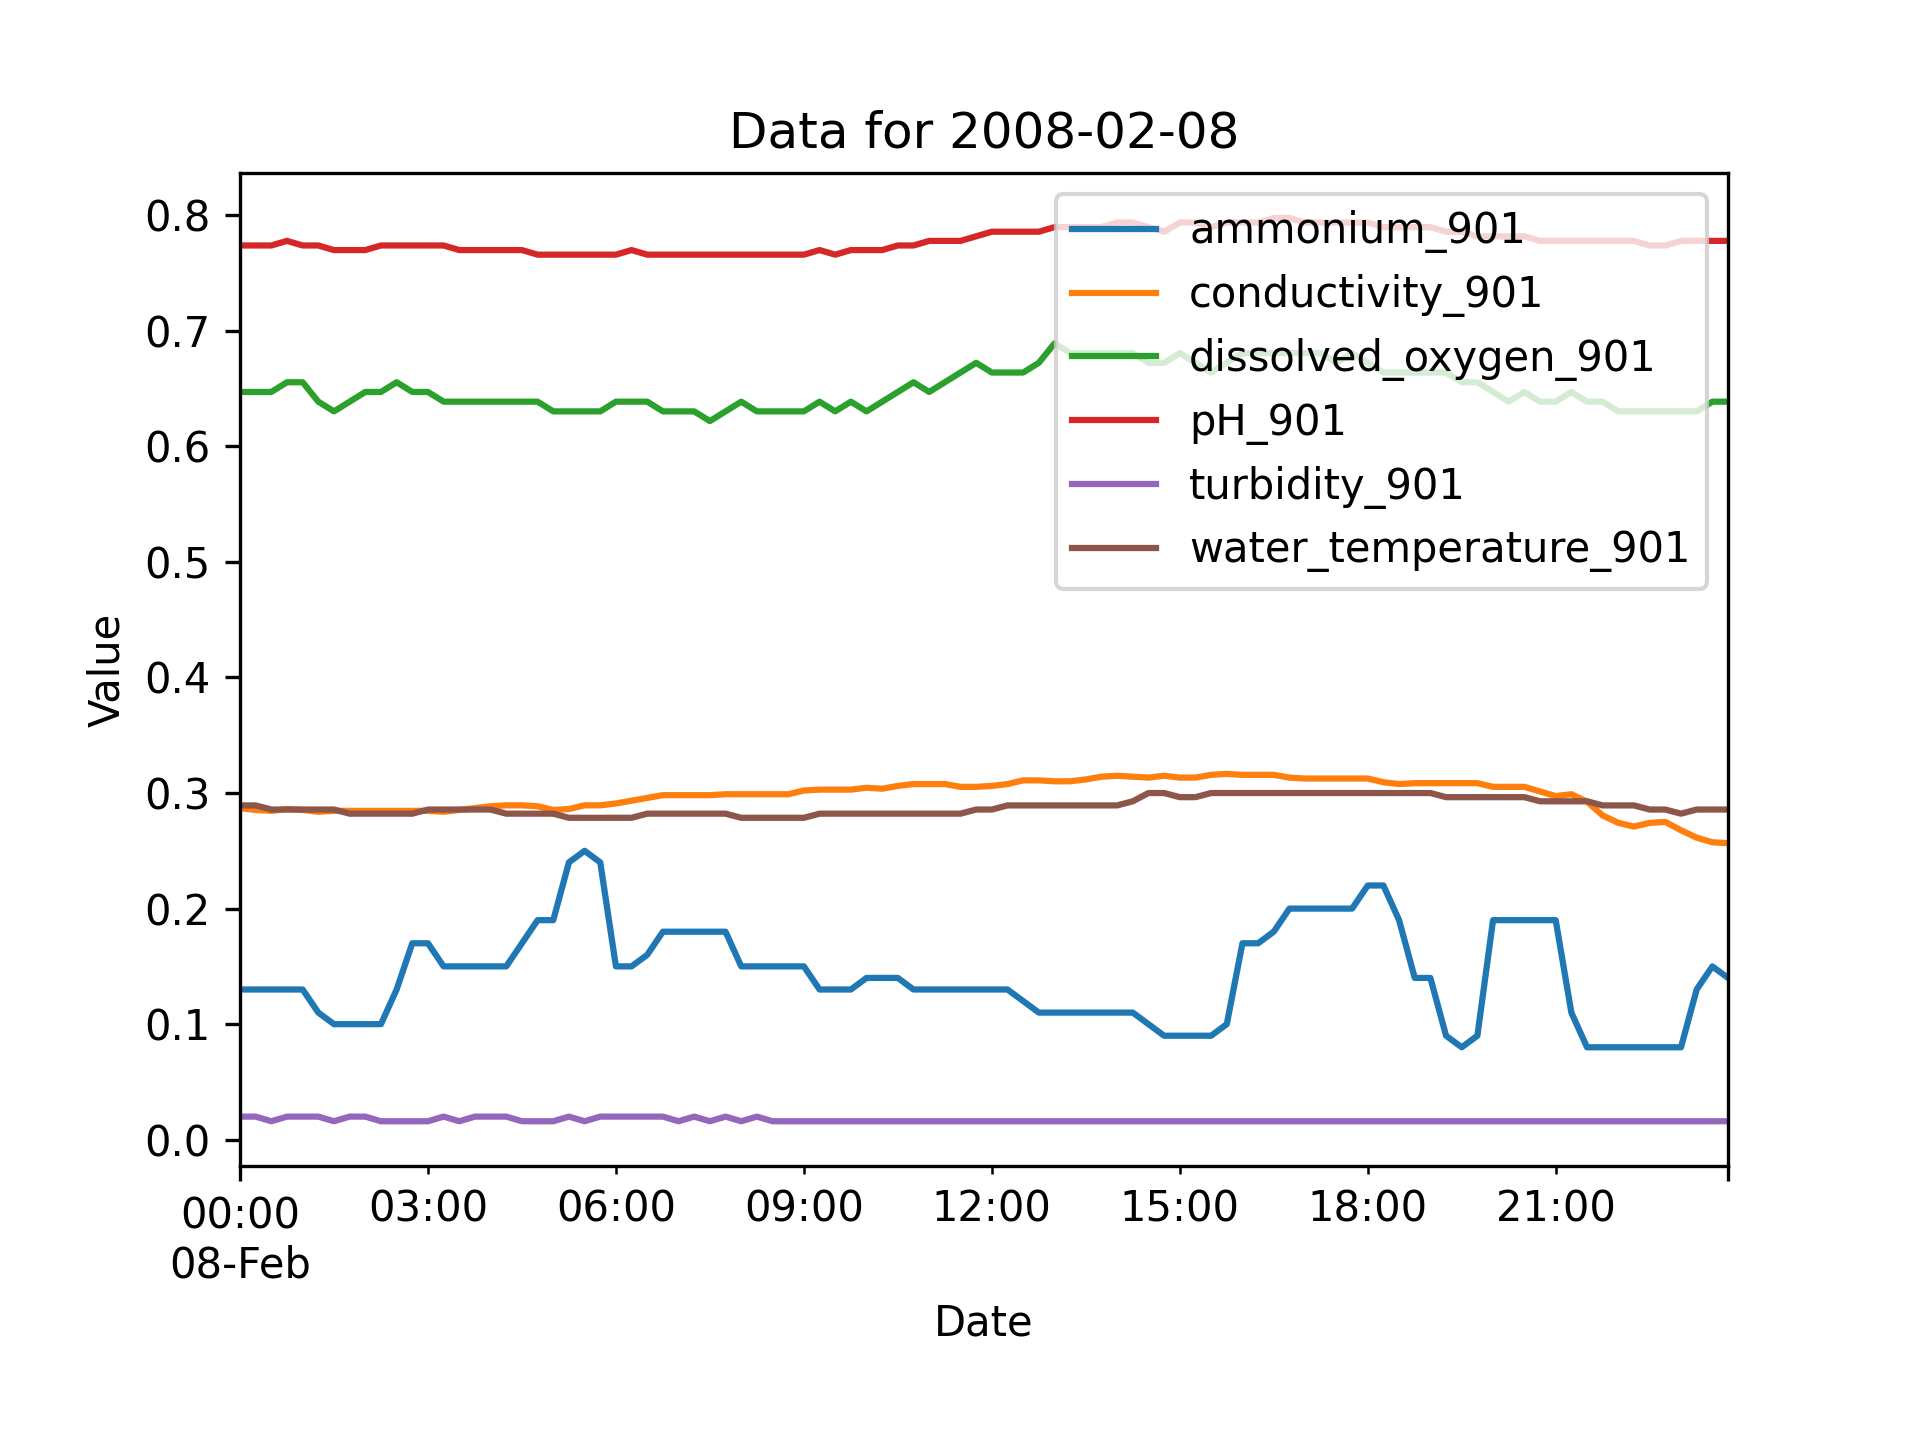 Data for 2008-02-08
0.8
0.7
0.6
0.5
0.4
0.3
0.2
0.1
0.0
Value
ammonium_901
conductivity_901
dissolved_oxygen_901
pH_901
turbidity_901
water_temperature_901
00:00 03:00 06:00 09:00 12:00 15:00 18:00 21:00
08-Feb
Date